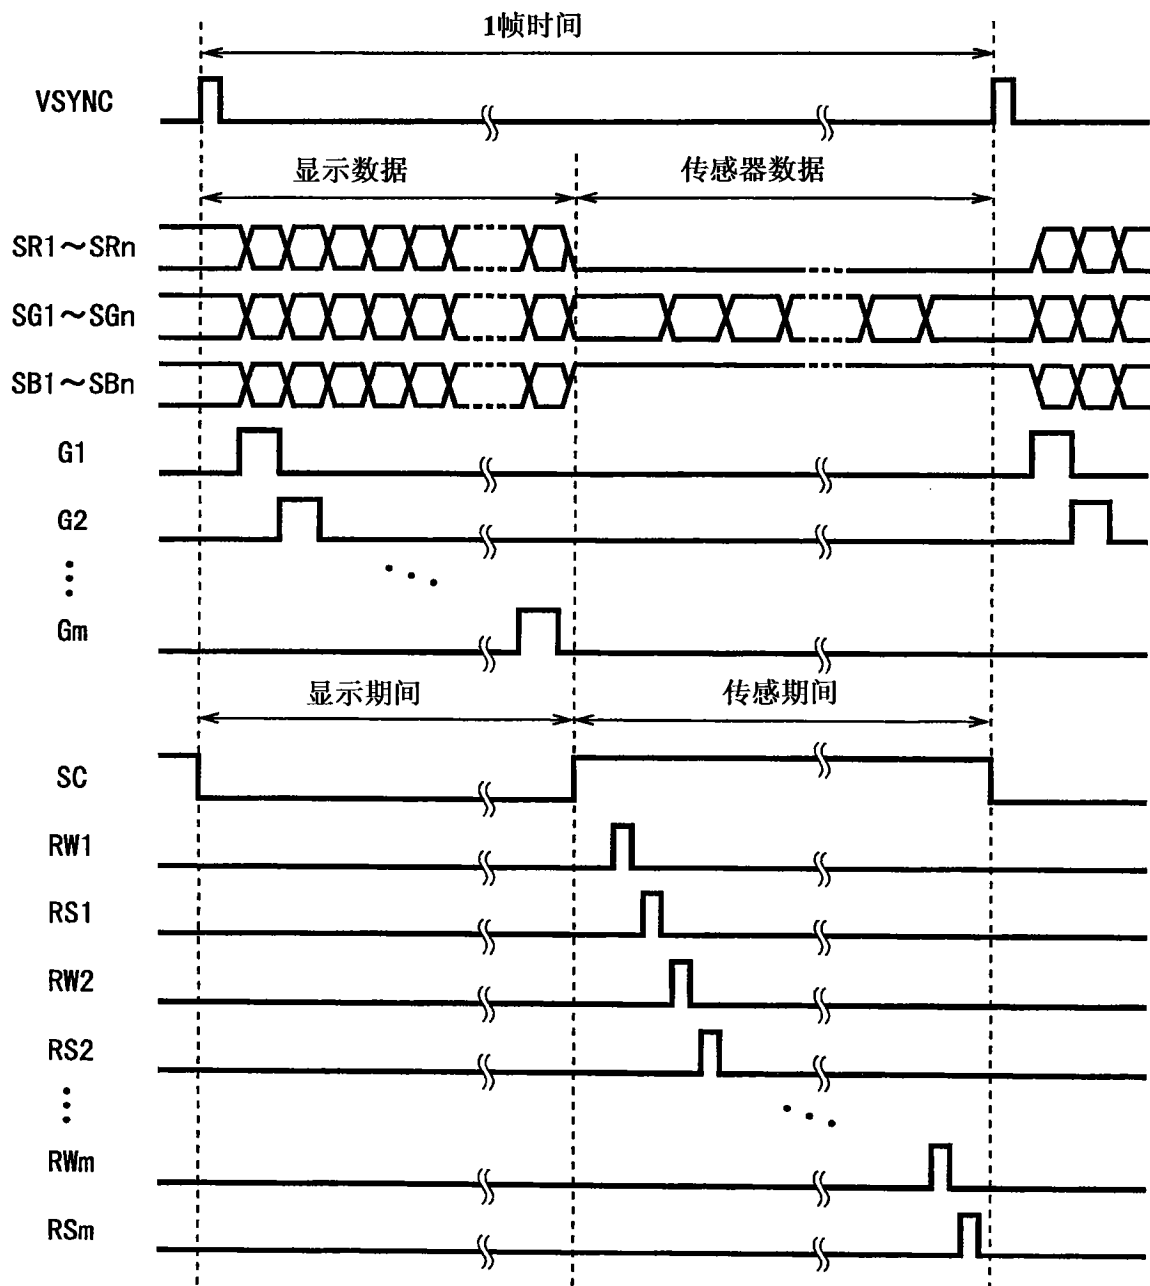 1帧时间
VSYNC
显示数据 传感器数据
SR1～SRn
SG1～SGn
SB1～SBn
G1
G2
Gm
显示期间 传感期间
SC
RW1
RS1
RW2
RS2
RWm
RSm